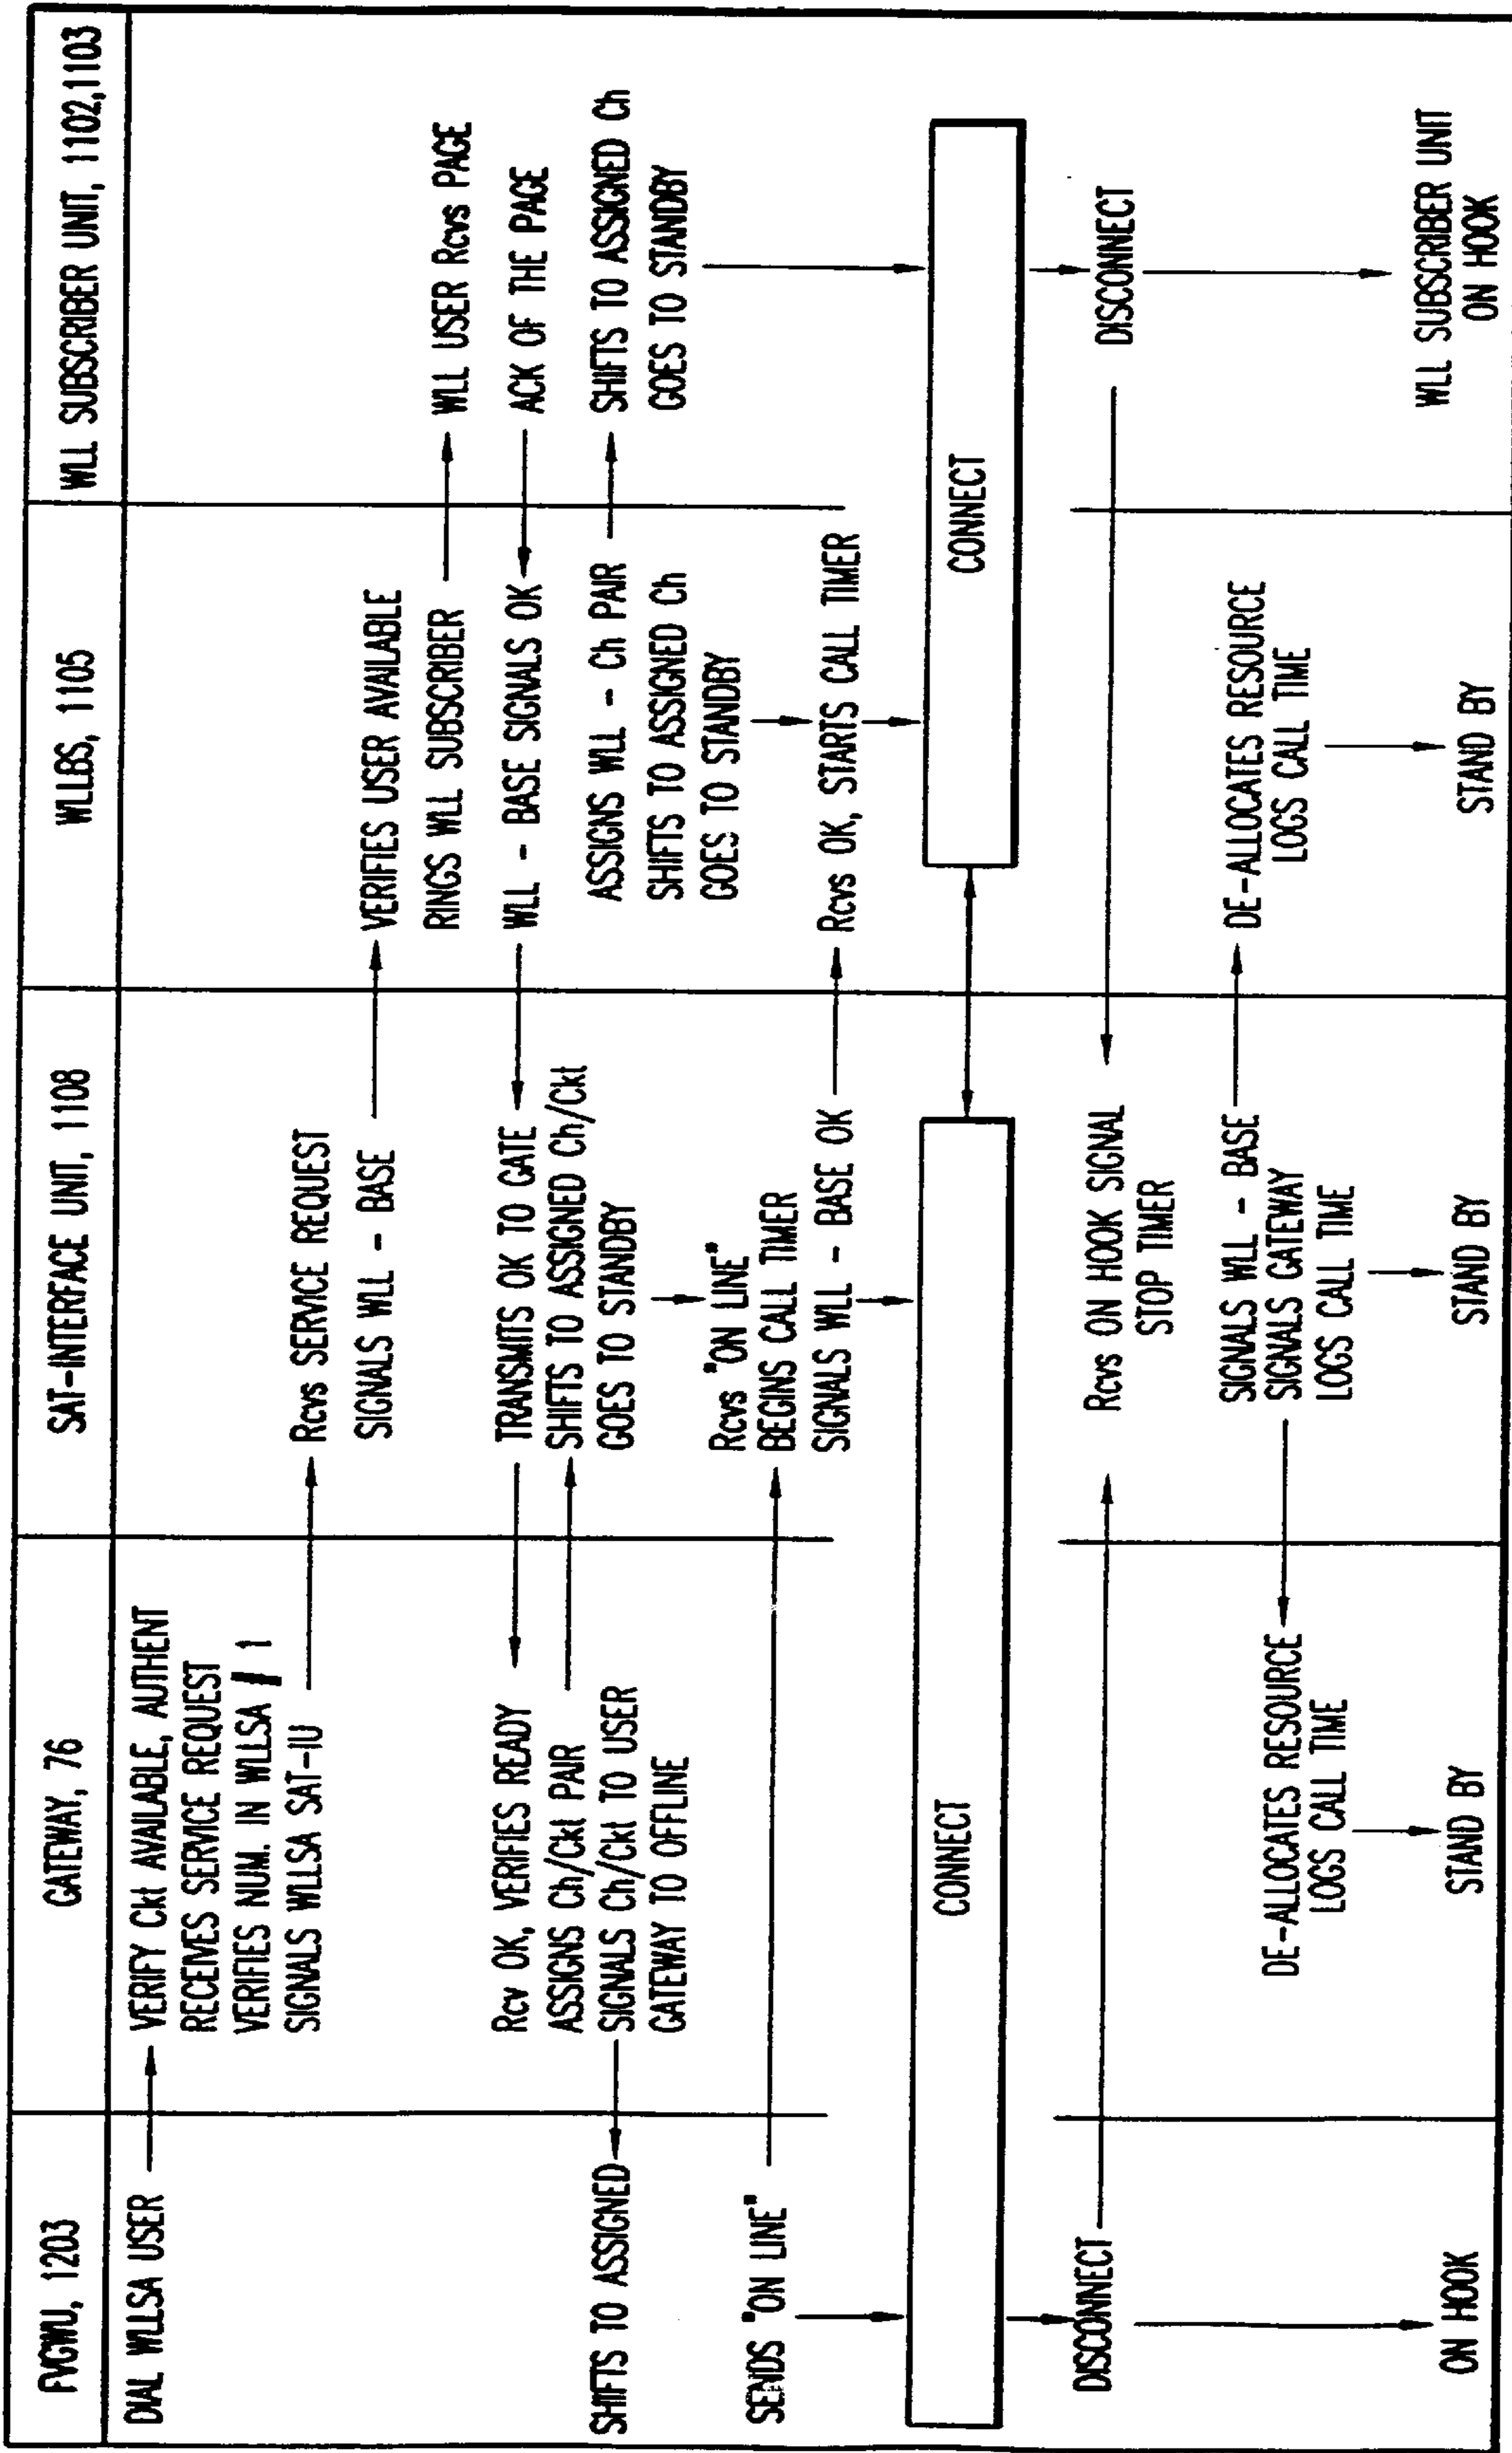 FVGWU, 1203
GATEWAY, 76
SAT-INTERFACE UNIT, 1108
WLLBS, 1105
WLL SUBSCRIBER UNIT, 1102,1103
DIAL WLLSA USER
VERIFY Ckt AVAILABLE, AUTHENT
RECEIVES SERVICE REQUEST
VERIFIES NUM. IN WLLSA / 1
SIGNALS WLLSA SAT-IU
Rcvs SERVICE REQUEST
SIGNALS WLL - BASE
VERIFIES USER AVAILABLE
RINGS WLL SUBSCRIBER
WLL USER Rcvs PAGE
ACK OF THE PAGE
WLL - BASE SIGNALS OK
TRANSMITS OK TO GATE
Rcv OK, VERIFIES READY
ASSIGNS Ch/Ckt PAIR
SIGNALS Ch/Ckt TO USER
GATEWAY TO OFFLINE
SHIFTS TO ASSIGNED Ch/Ckt
GOES TO STANDBY
ASSIGNS WLL - Ch PAIR
SHIFTS TO ASSIGNED Ch
GOES TO STANDBY
SHIFTS TO ASSIGNED Ch
GOES TO STANDBY
SHIFTS TO ASSIGNED
SENDS "ON LINE"
Rcvs "ON LINE"
BEGINS CALL TIMER
SIGNALS WLL - BASE OK
Rcvs OK, STARTS CALL TIMER
CONNECT
CONNECT
DISCONNECT
Rcvs ON HOOK SIGNAL
STOP TIMER
DISCONNECT
SIGNALS WLL - BASE
SIGNALS GATEWAY
LOGS CALL TIME
DE-ALLOCATES RESOURCE
LOGS CALL TIME
DE-ALLOCATES RESOURCE
LOGS CALL TIME
ON HOOK
STAND BY
STAND BY
STAND BY
WLL SUBSCRIBER UNIT
ON HOOK